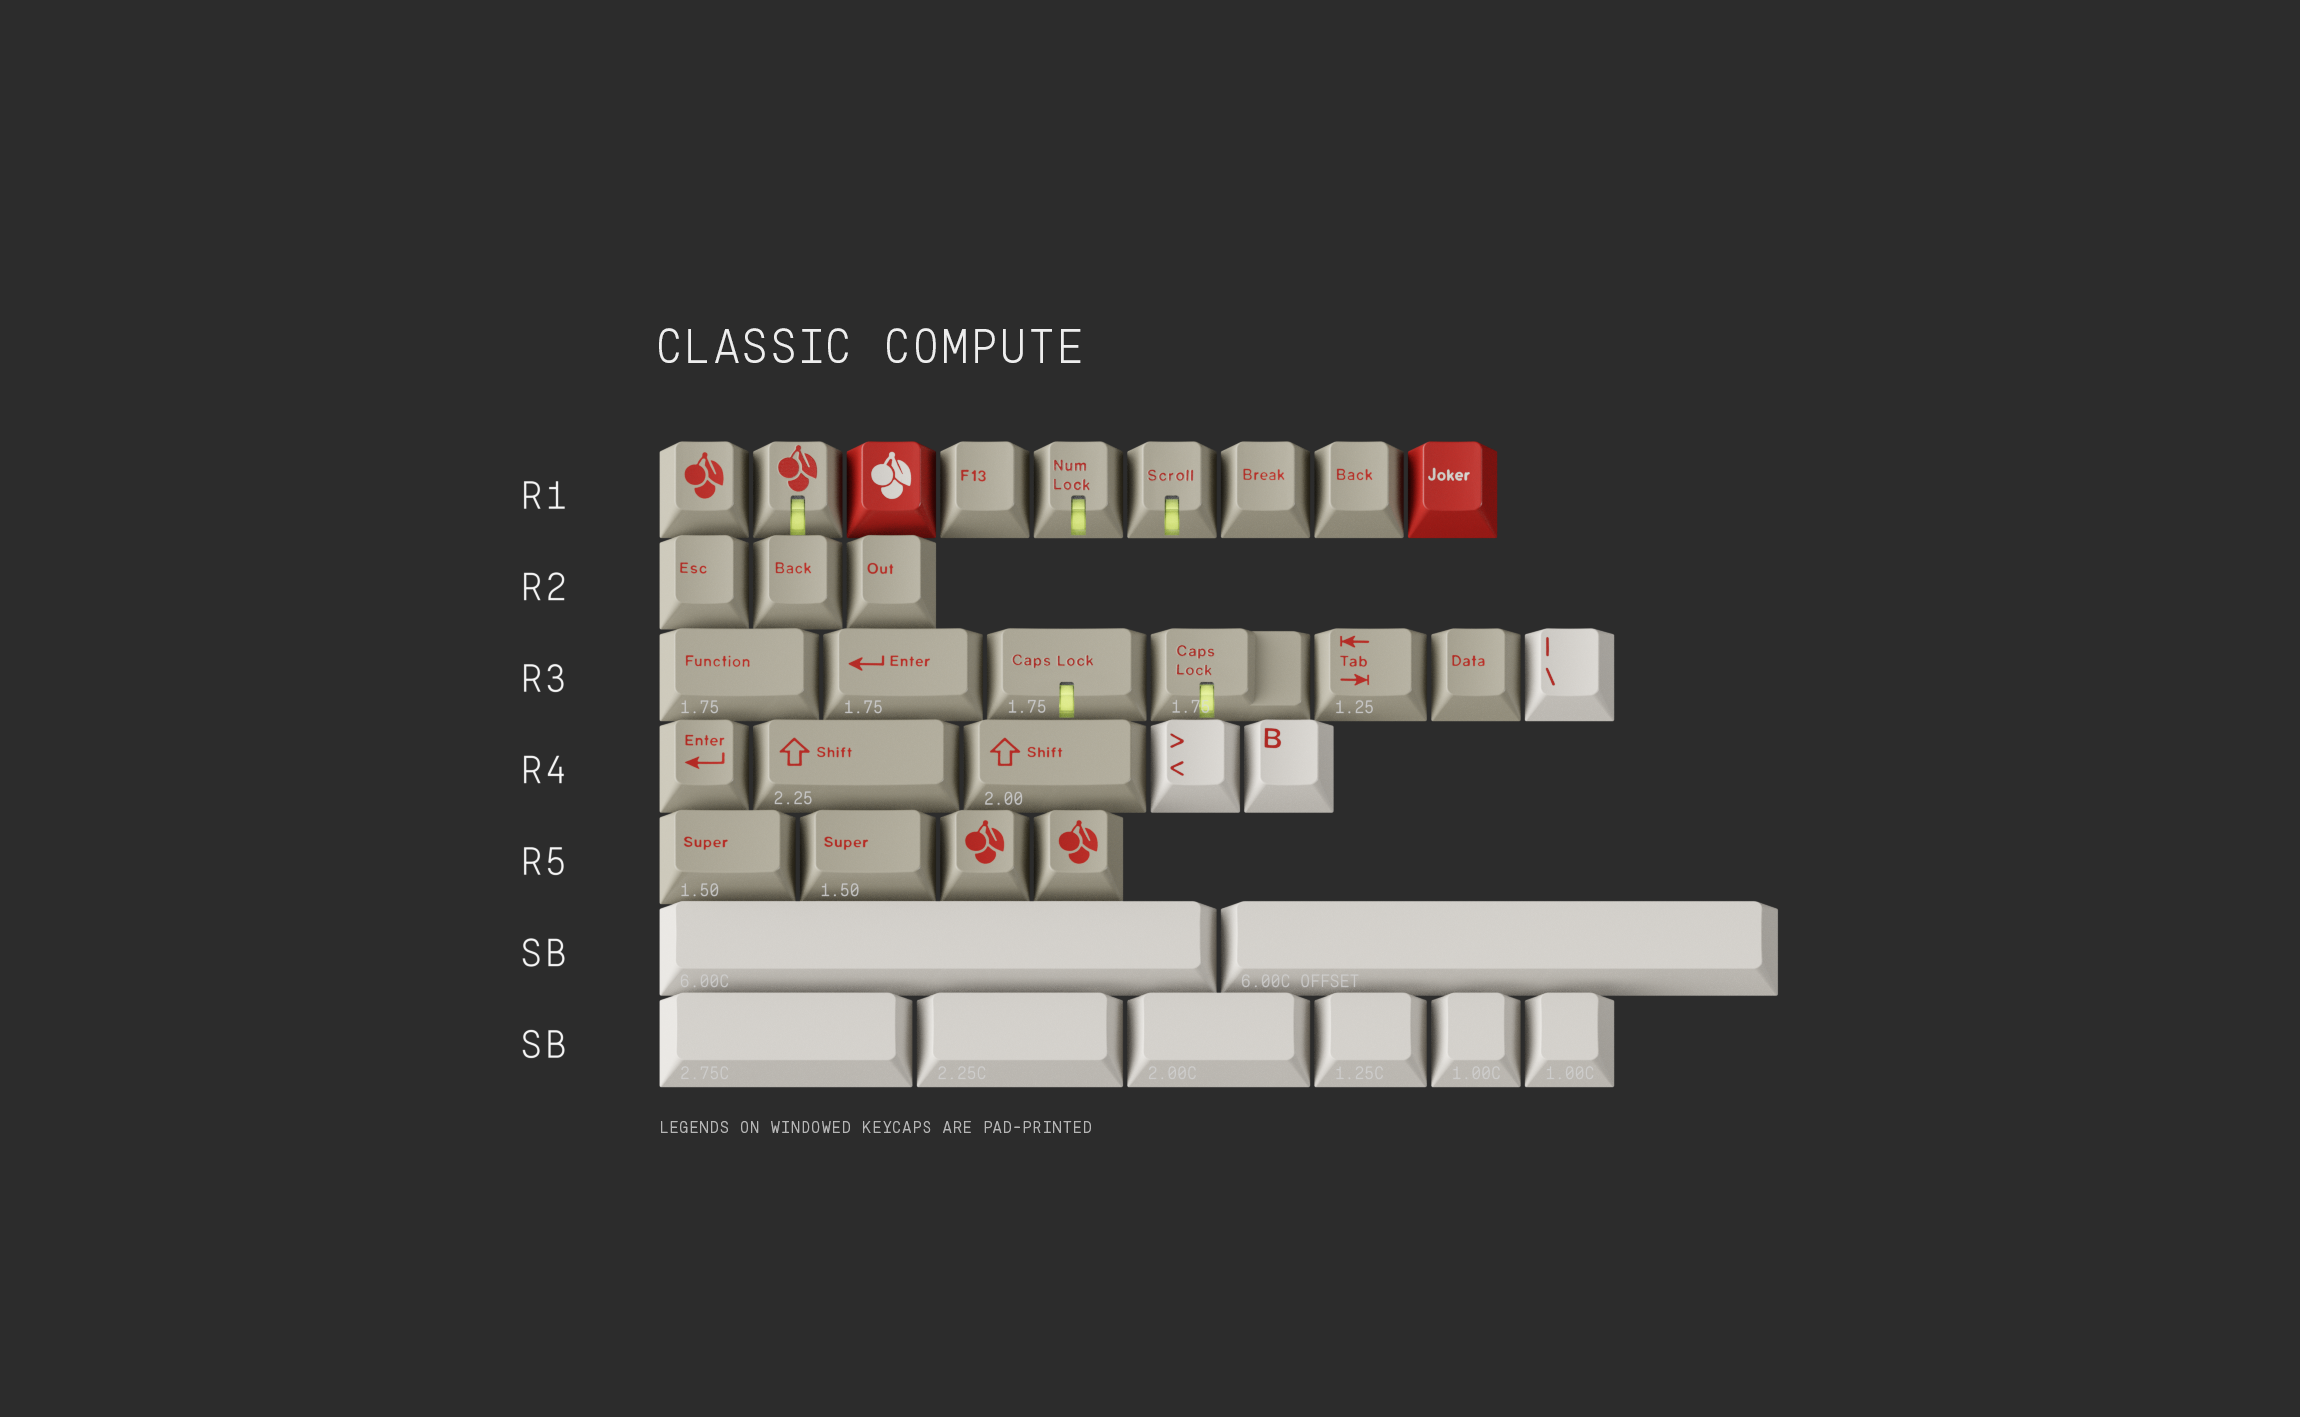 CLASSIC COMPUTE
R1
F13
Num
Lock
Scroll
Break
Back
Joker
R2
Esc
Back
Out
R3
Function
1.75
Enter
1.75
Caps Lock
1.75
Caps
Lock
Tab
1.25
Data
|
\
R4
Enter
Shift
2.25
Shift
2.00
>
<
B
R5
Super
1.50
Super
1.50
SB
6.00C
6.00C OFFSET
SB
2.75C
2.25C
2.00C
1.25C
1.00C
1.00C
LEGENDS ON WINDOWED KEYCAPS ARE PAD-PRINTED